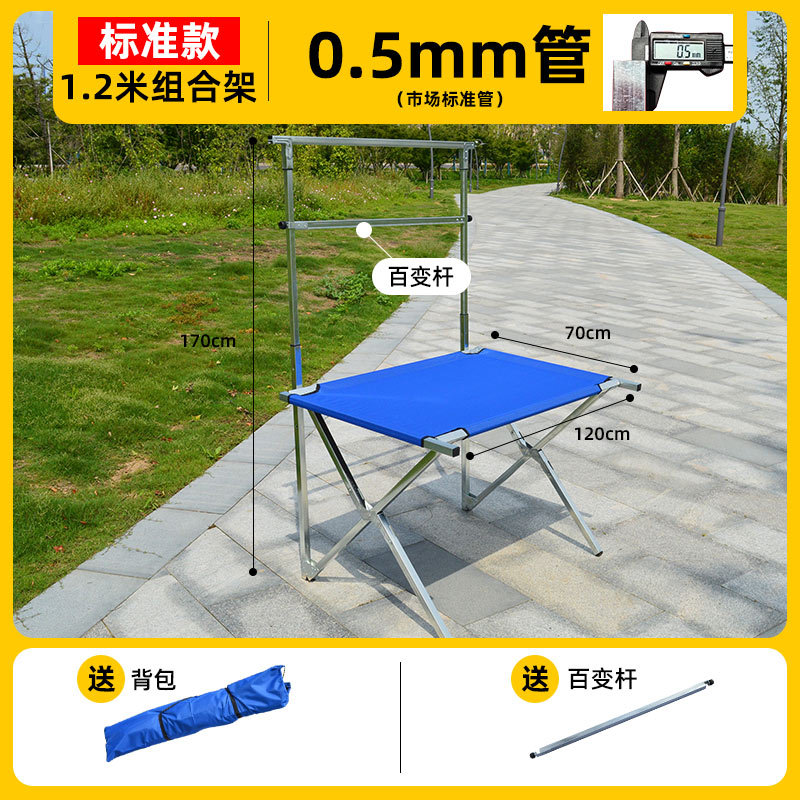 标准款
1.2米组合架
0.5mm管
(市场标准管)
05
mm
百变杆
170cm
70cm
120cm
送 背包
送 百变杆